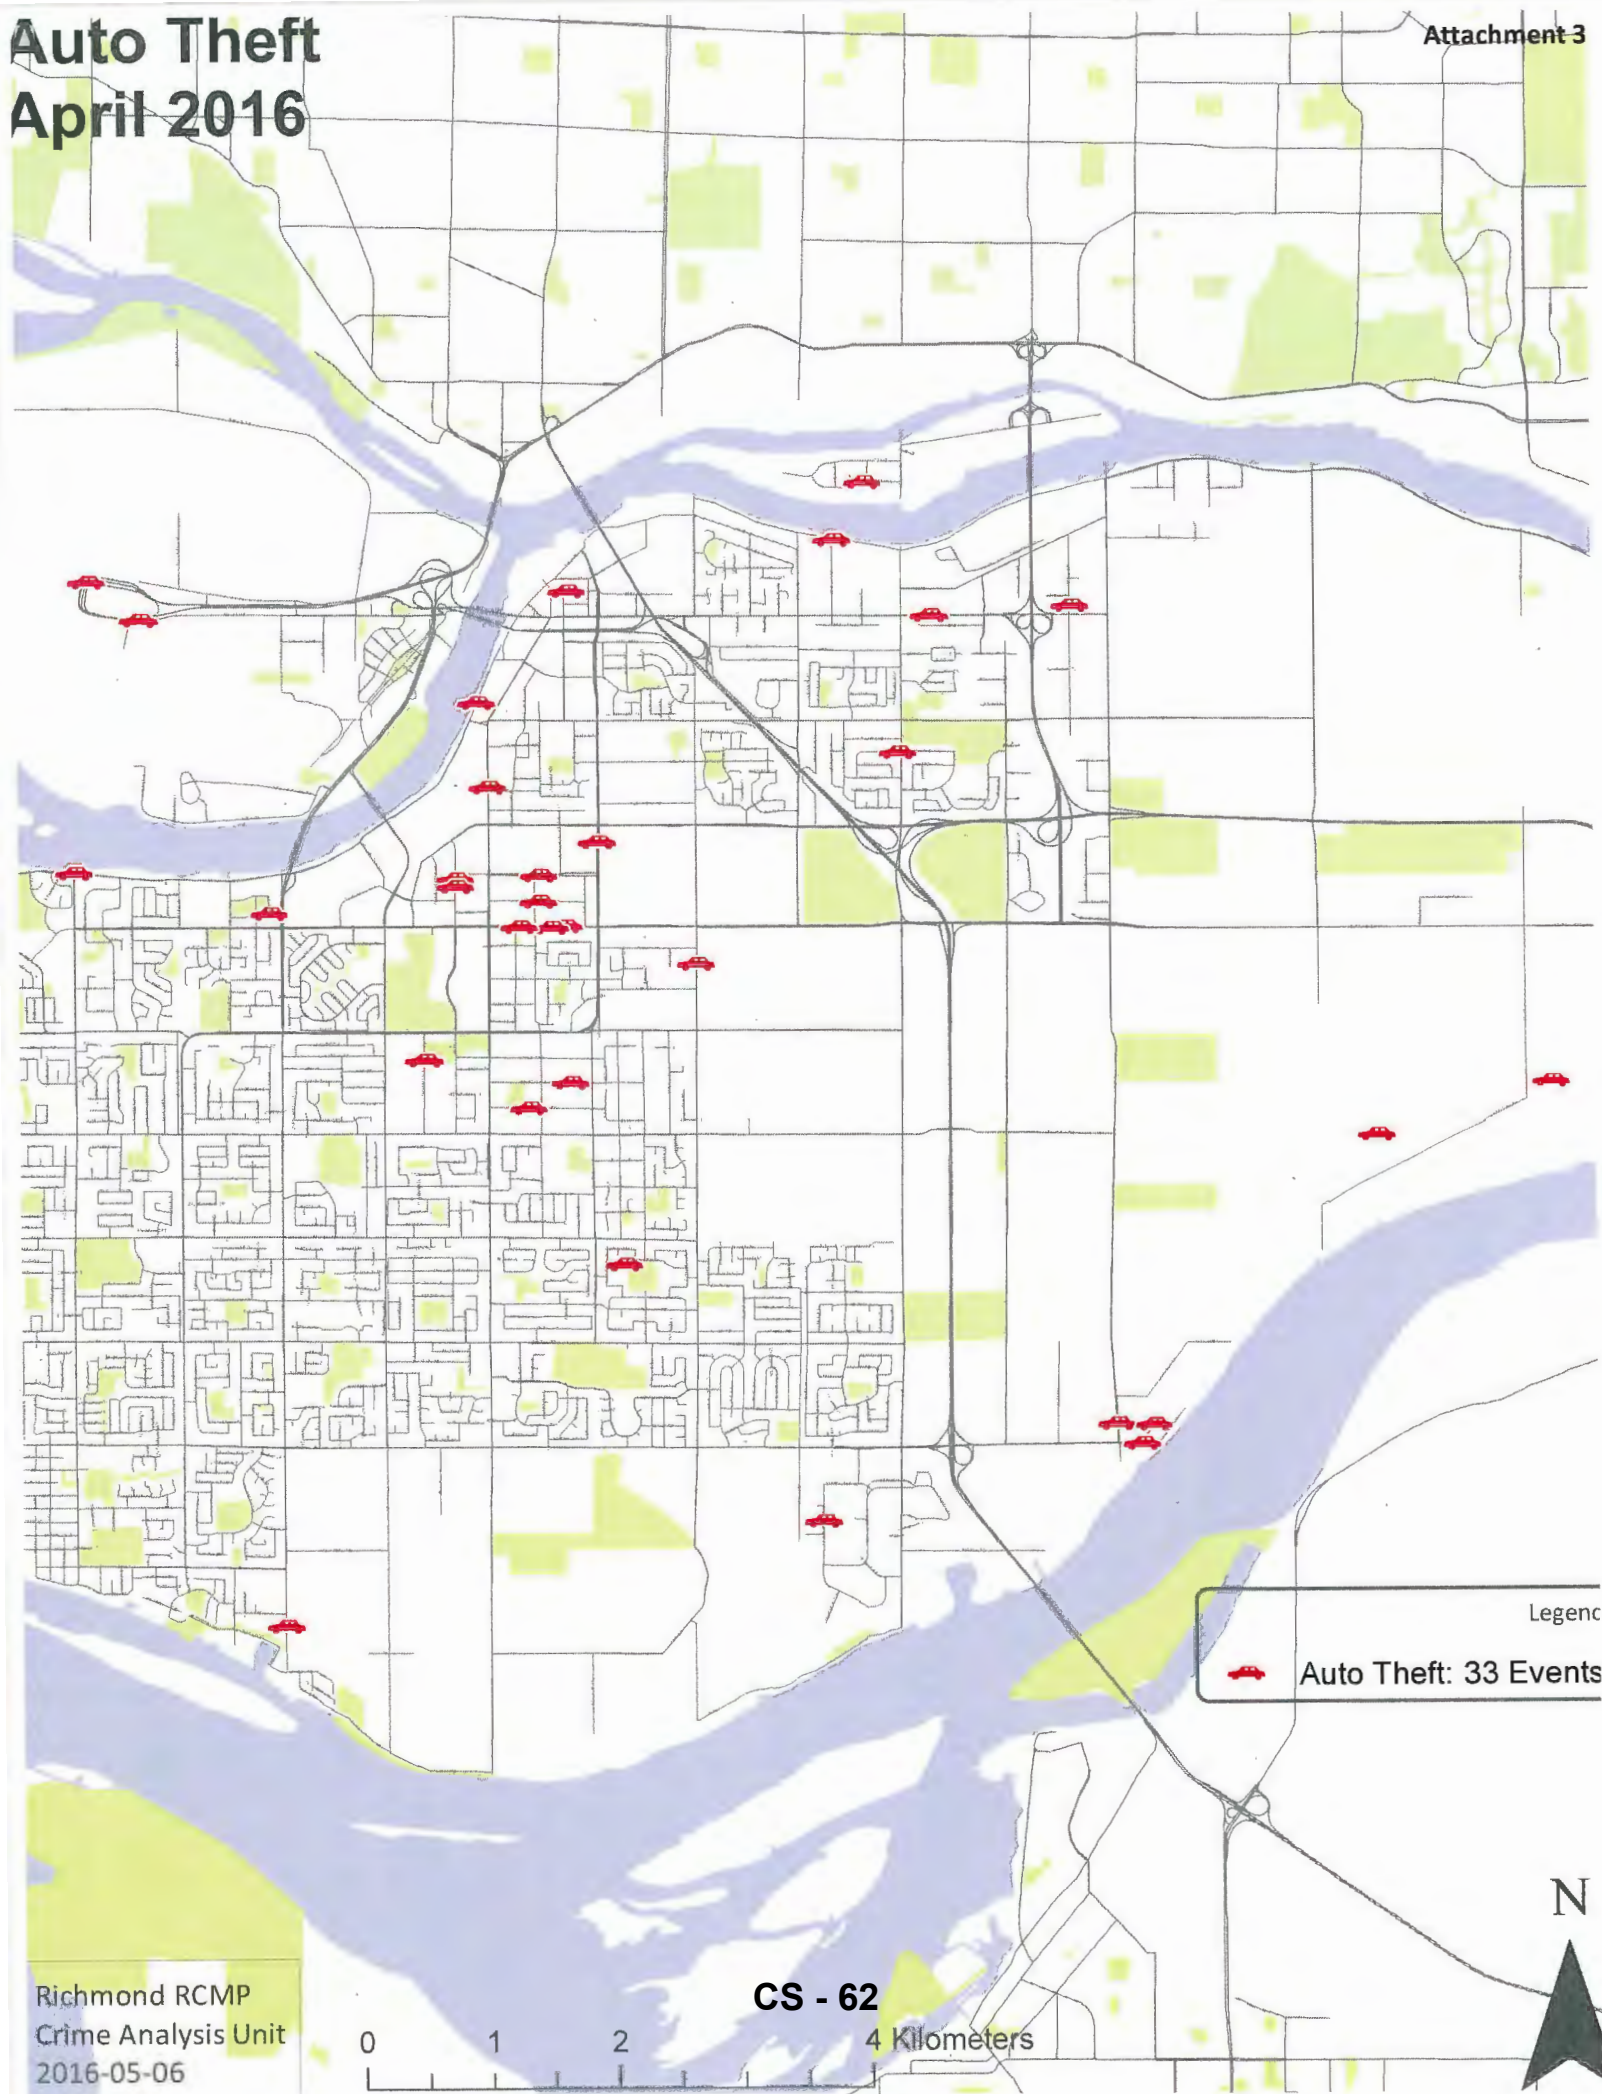 Auto Theft
April 2016
Attachment 3
Legend
Auto Theft: 33 Events
N
Richmond RCMP
Crime Analysis Unit
2016-05-06
CS - 62
0 1 2 4 Kilometers